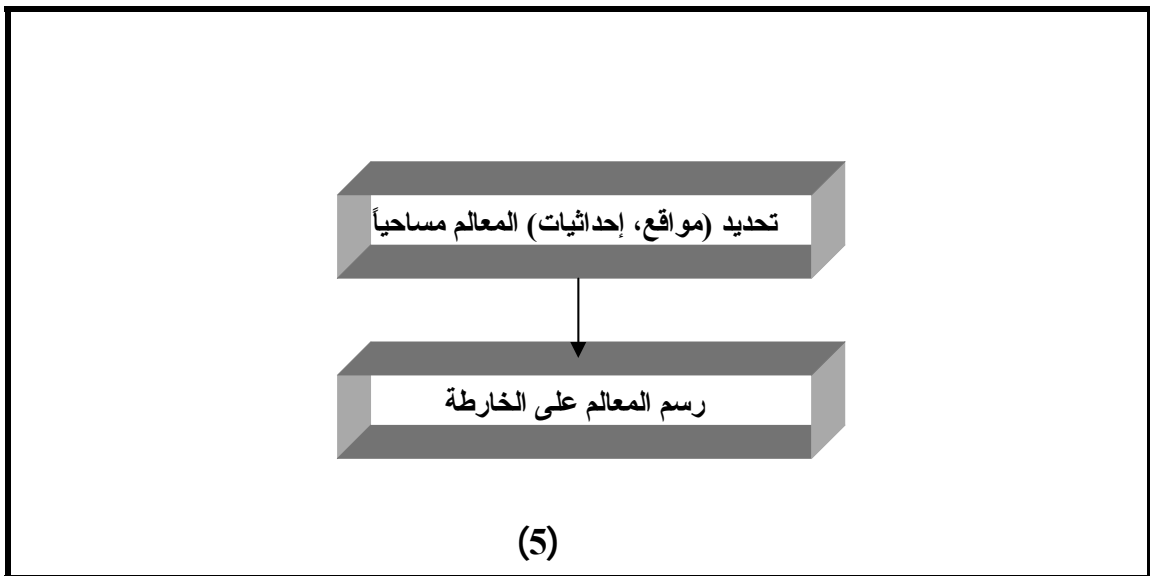 تحديد (مواقع، إحداثيات) المعالم مساحياً
رسم المعالم على الخارطة
(5)